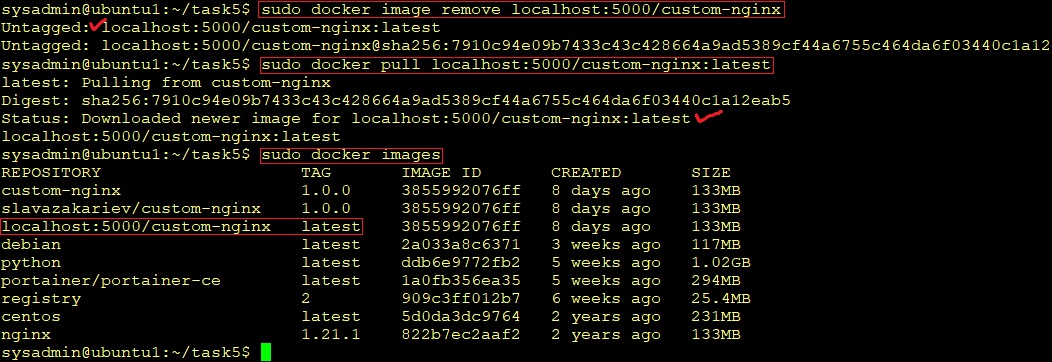 sysadmin@ubuntu1:~/task5$ sudo docker image remove localhost:5000/custom-nginx
Untagged: localhost:5000/custom-nginx:latest
Untagged: localhost:5000/custom-nginx@sha256:7910c94e09b7433c43c428664a9ad5389cf44a6755c464da6f03440c1a12
sysadmin@ubuntu1:~/task5$ sudo docker pull localhost:5000/custom-nginx:latest
latest: Pulling from custom-nginx
Digest: sha256:7910c94e09b7433c43c428664a9ad5389cf44a6755c464da6f03440c1a12eab5
Status: Downloaded newer image for localhost:5000/custom-nginx:latest
localhost:5000/custom-nginx:latest
sysadmin@ubuntu1:~/task5$ sudo docker images
REPOSITORY TAG IMAGE ID CREATED SIZE
custom-nginx 1.0.0 3855992076ff 8 days ago 133MB
slavazakariev/custom-nginx 1.0.0 3855992076ff 8 days ago 133MB
localhost:5000/custom-nginx latest 3855992076ff 8 days ago 133MB
debian latest 2a033a8c6371 3 weeks ago 117MB
python latest ddb6e9772fb2 5 weeks ago 1.02GB
portainer/portainer-ce latest 1a0fb356ea35 5 weeks ago 294MB
registry 2 909c3ff012b7 6 weeks ago 25.4MB
centos latest 5d0da3dc9764 2 years ago 231MB
nginx 1.21.1 822b7ec2aaf2 2 years ago 133MB
sysadmin@ubuntu1:~/task5$